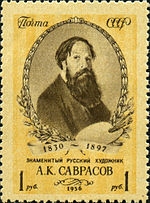 Почта СССР
1830 1897
ЗНАМЕНИТЫЙ РУССКИЙ ХУДОЖНИК
А.К. САВРАСОВ
1 руб. 1956 1 руб.